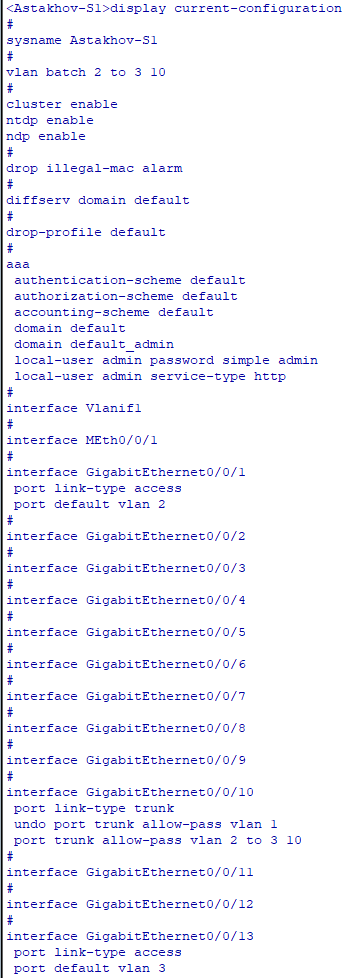 <Astakhov-S1>display current-configuration
#
sysname Astakhov-S1
#
vlan batch 2 to 3 10
#
cluster enable
ntdp enable
ndp enable
#
drop illegal-mac alarm
#
diffserv domain default
#
drop-profile default
#
aaa
 authentication-scheme default
 authorization-scheme default
 accounting-scheme default
 domain default
 domain default_admin
 local-user admin password simple admin
 local-user admin service-type http
#
interface Vlanif1
#
interface MEth0/0/1
#
interface GigabitEthernet0/0/1
 port link-type access
 port default vlan 2
#
interface GigabitEthernet0/0/2
#
interface GigabitEthernet0/0/3
#
interface GigabitEthernet0/0/4
#
interface GigabitEthernet0/0/5
#
interface GigabitEthernet0/0/6
#
interface GigabitEthernet0/0/7
#
interface GigabitEthernet0/0/8
#
interface GigabitEthernet0/0/9
#
interface GigabitEthernet0/0/10
 port link-type trunk
 undo port trunk allow-pass vlan 1
 port trunk allow-pass vlan 2 to 3 10
#
interface GigabitEthernet0/0/11
#
interface GigabitEthernet0/0/12
#
interface GigabitEthernet0/0/13
 port link-type access
 port default vlan 3